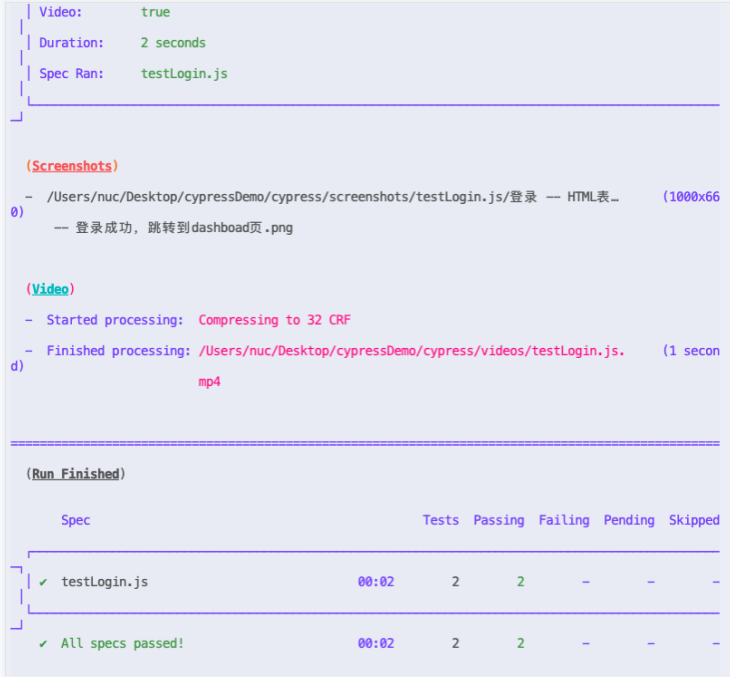 Video: true
Duration: 2 seconds
Spec Ran: testLogin.js
(Screenshots)
- /Users/nuc/Desktop/cypressDemo/cypress/screenshots/testLogin.js/登录 -- HTML表… (1000x66
0)
-- 登录成功，跳转到dashboad页.png
(Video)
- Started processing: Compressing to 32 CRF
- Finished processing: /Users/nuc/Desktop/cypressDemo/cypress/videos/testLogin.js. (1 secon
d)
mp4
====================================================================================================
(Run Finished)
Spec Tests Passing Failing Pending Skipped
✔ testLogin.js 00:02 2 2 - - -
✔ All specs passed! 00:02 2 2 - - -